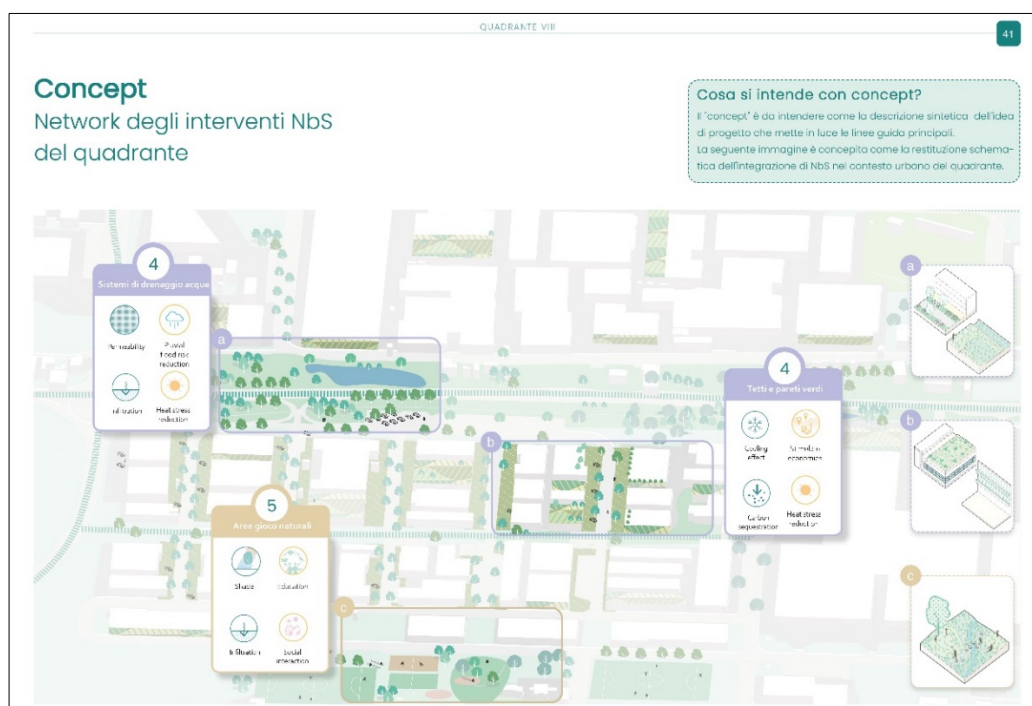 QUADRANTE VIII
41
Concept
Network degli interventi NbS
del quadrante
Cosa si intende con concept?
Il "concept" è da intendere come la descrizione sintetica dell'idea
di progetto che mette in luce le linee guida principali.
La seguente immagine è concepita come la restituzione schema-
tica dell'integrazione di NbS nel contesto urbano del quadrante.
4
Sistemi di drenaggio acque
Permeability
Pluvial
flood risk
reduction
Infiltration
Heat stress
reduction
a
b
4
Tetti e pareti verdi
Cooling
effect
economics
Carbon
sequestration
Heat stress
reduction
5
Aree gioco naturali
Shade
Education
Infiltration
Social
interaction
c
a
b
c